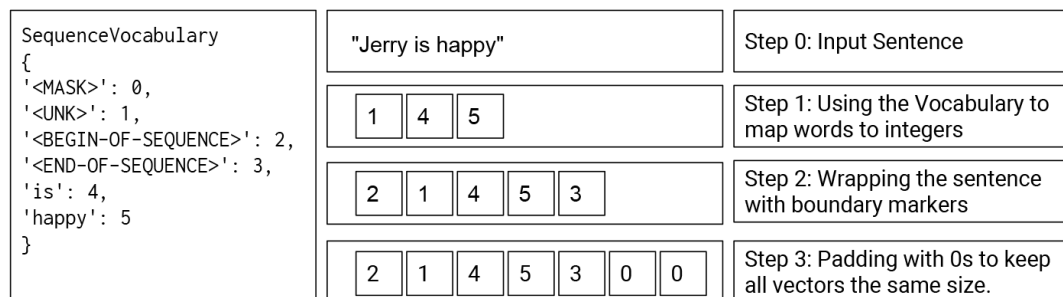 SequenceVocabulary
{
'<MASK>': 0,
'<UNK>': 1,
'<BEGIN-OF-SEQUENCE>': 2,
'<END-OF-SEQUENCE>': 3,
'is': 4,
'happy': 5
}
"Jerry is happy"
Step 0: Input Sentence
1 4 5
Step 1: Using the Vocabulary to
map words to integers
2 1 4 5 3
Step 2: Wrapping the sentence
with boundary markers
2 1 4 5 3 0 0
Step 3: Padding with 0s to keep
all vectors the same size.